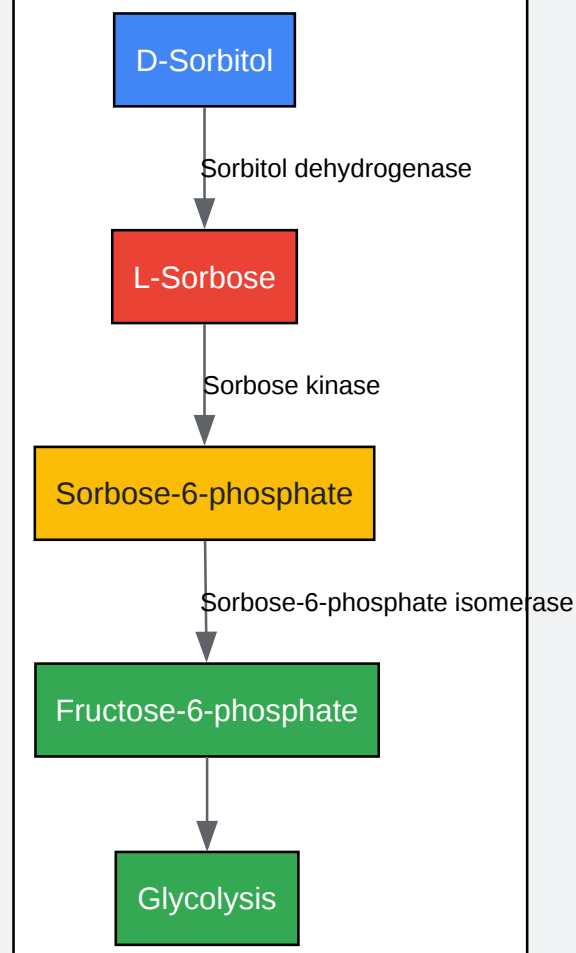 D-Sorbitol
Sorbitol dehydrogenase
L-Sorbose
Sorbose kinase
Sorbose-6-phosphate
Sorbose-6-phosphate isomerase
Fructose-6-phosphate
Glycolysis